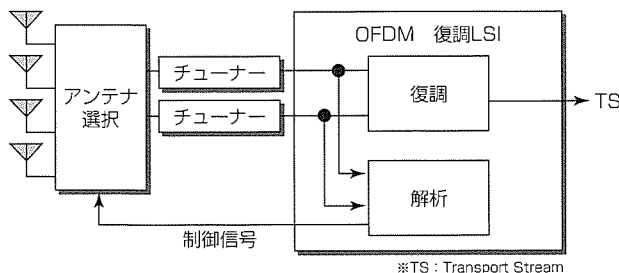 OFDM 復調LSI
チューナー
チューナー
アンテナ
選択
復調
TS
解析
制御信号
※TS : Transport Stream